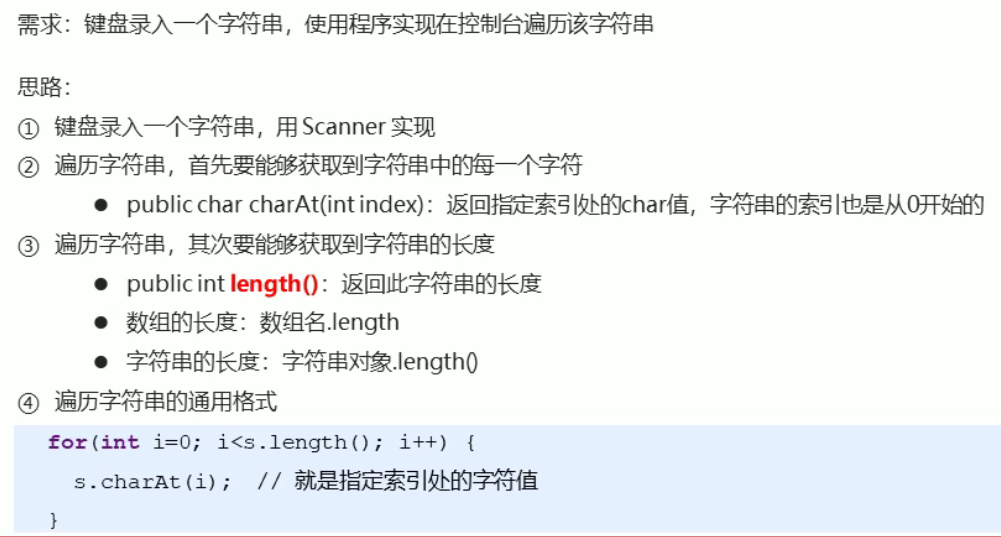 需求：键盘录入一个字符串，使用程序实现在控制台遍历该字符串
思路：
① 键盘录入一个字符串，用 Scanner 实现
② 遍历字符串，首先要能够获取到字符串中的每一个字符
● public char charAt(int index)：返回指定索引处的char值，字符串的索引也是从0开始的
③ 遍历字符串，其次要能够获取到字符串的长度
● public int length()：返回此字符串的长度
● 数组的长度：数组名.length
● 字符串的长度：字符串对象.length()
④ 遍历字符串的通用格式
for(int i=0; i<s.length(); i++) {
s.charAt(i); // 就是指定索引处的字符值
}